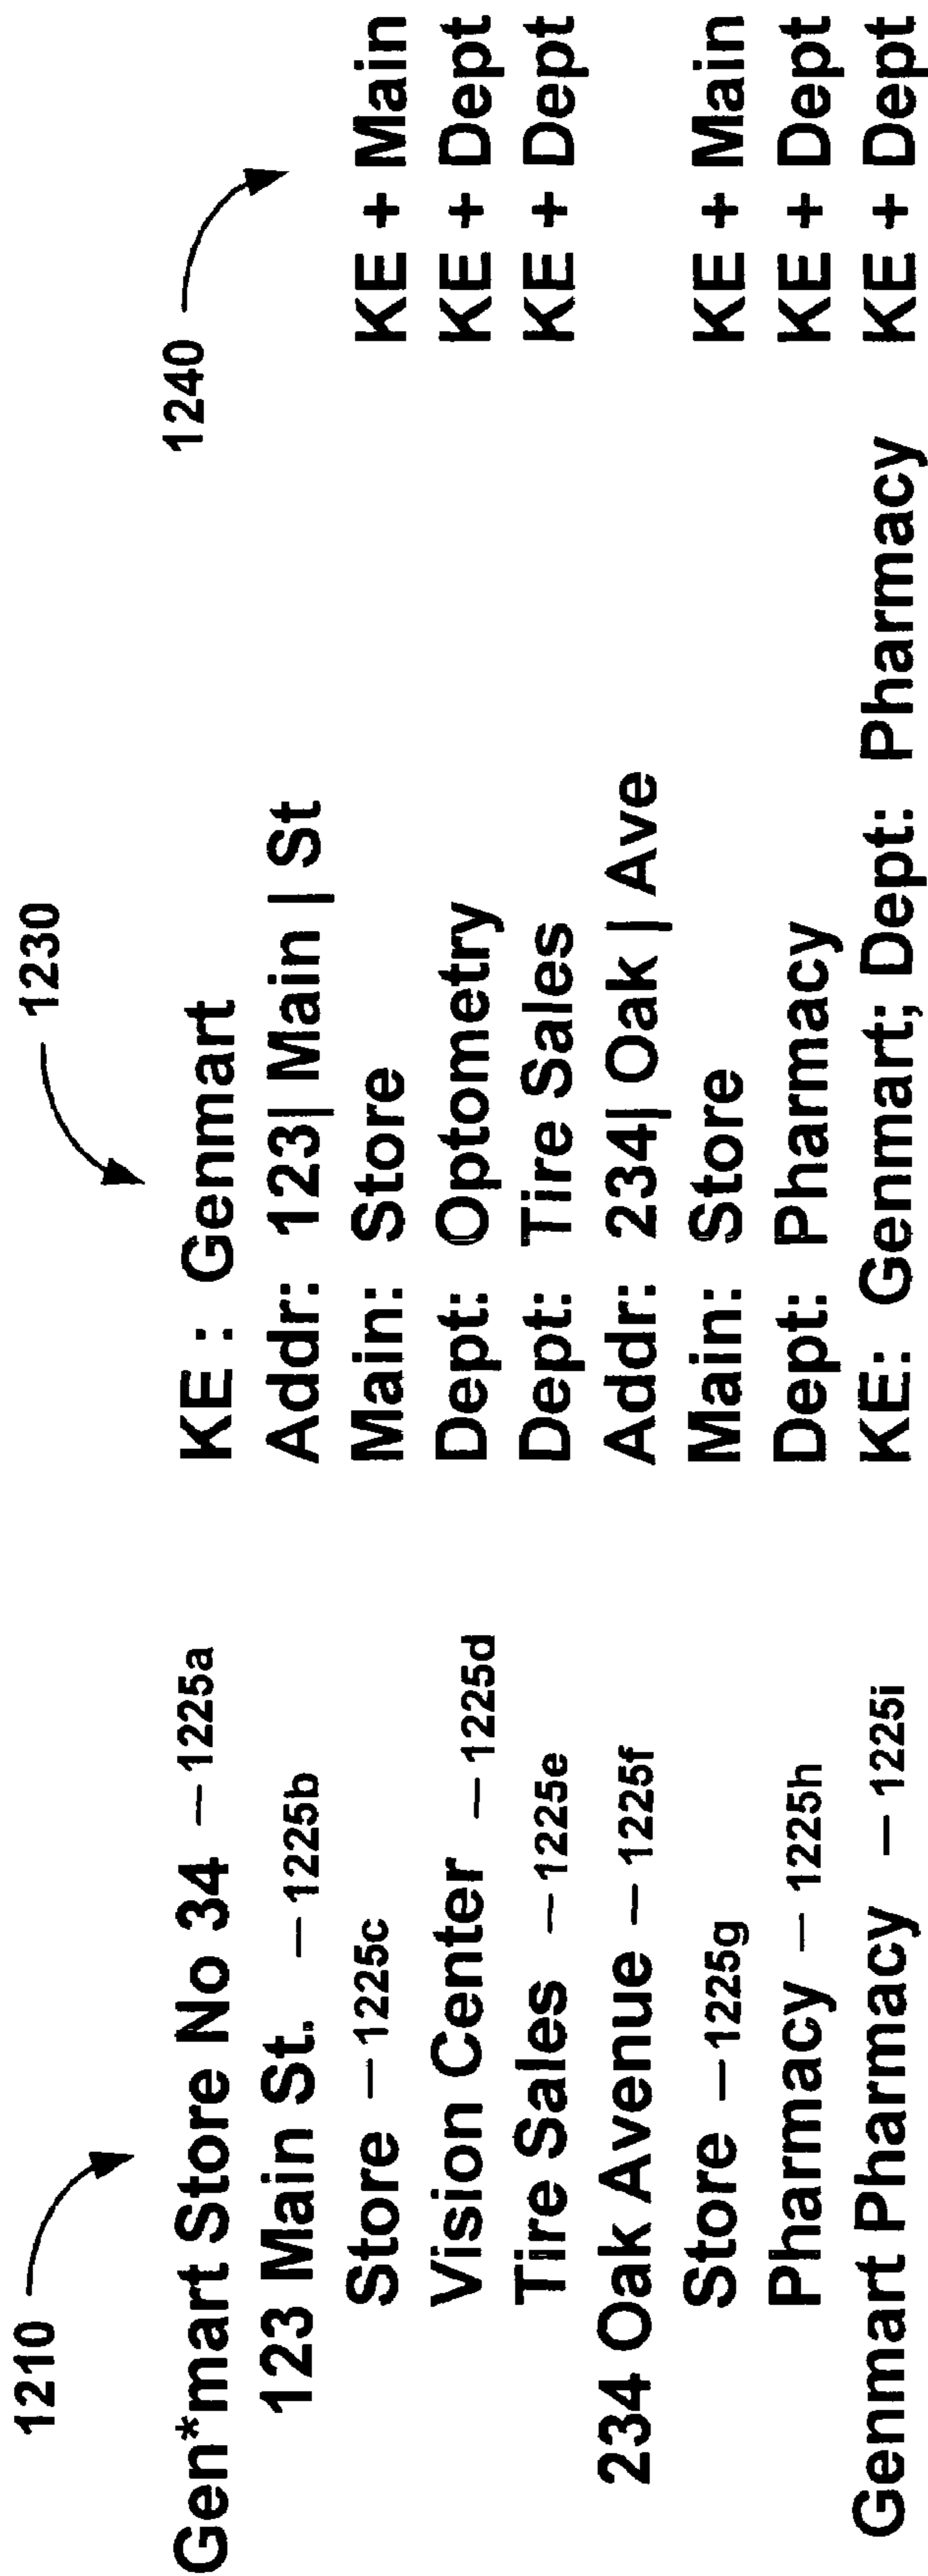 1210
Gen*mart Store No 34 — 1225a
123 Main St. — 1225b
Store — 1225c
Vision Center — 1225d
Tire Sales — 1225e
234 Oak Avenue — 1225f
Store — 1225g
Pharmacy — 1225h
Genmart Pharmacy — 1225i
1230
KE : Genmart
Addr: 123| Main | St
Main: Store
Dept: Optometry
Dept: Tire Sales
Addr: 234| Oak | Ave
Main: Store
Dept: Pharmacy
KE: Genmart; Dept: Pharmacy
1240
KE + Main
KE + Dept
KE + Dept
KE + Main
KE + Dept
KE + Dept